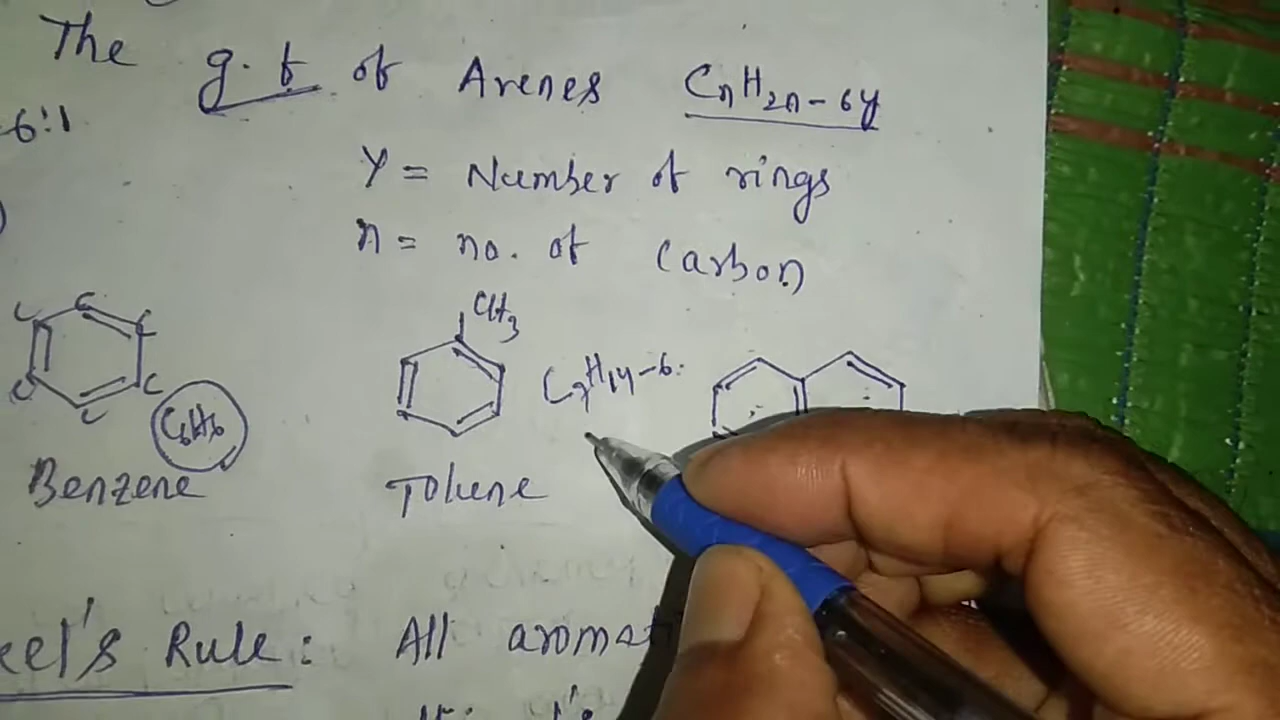 The g.f of Arenes CnH2n-6y
-6:1
Y = Number of rings
n = no. of Carbon
C C C C C C
C6H6
CH3
C7H14-6.
Benzene
Toluene
kel's Rule: All aromat